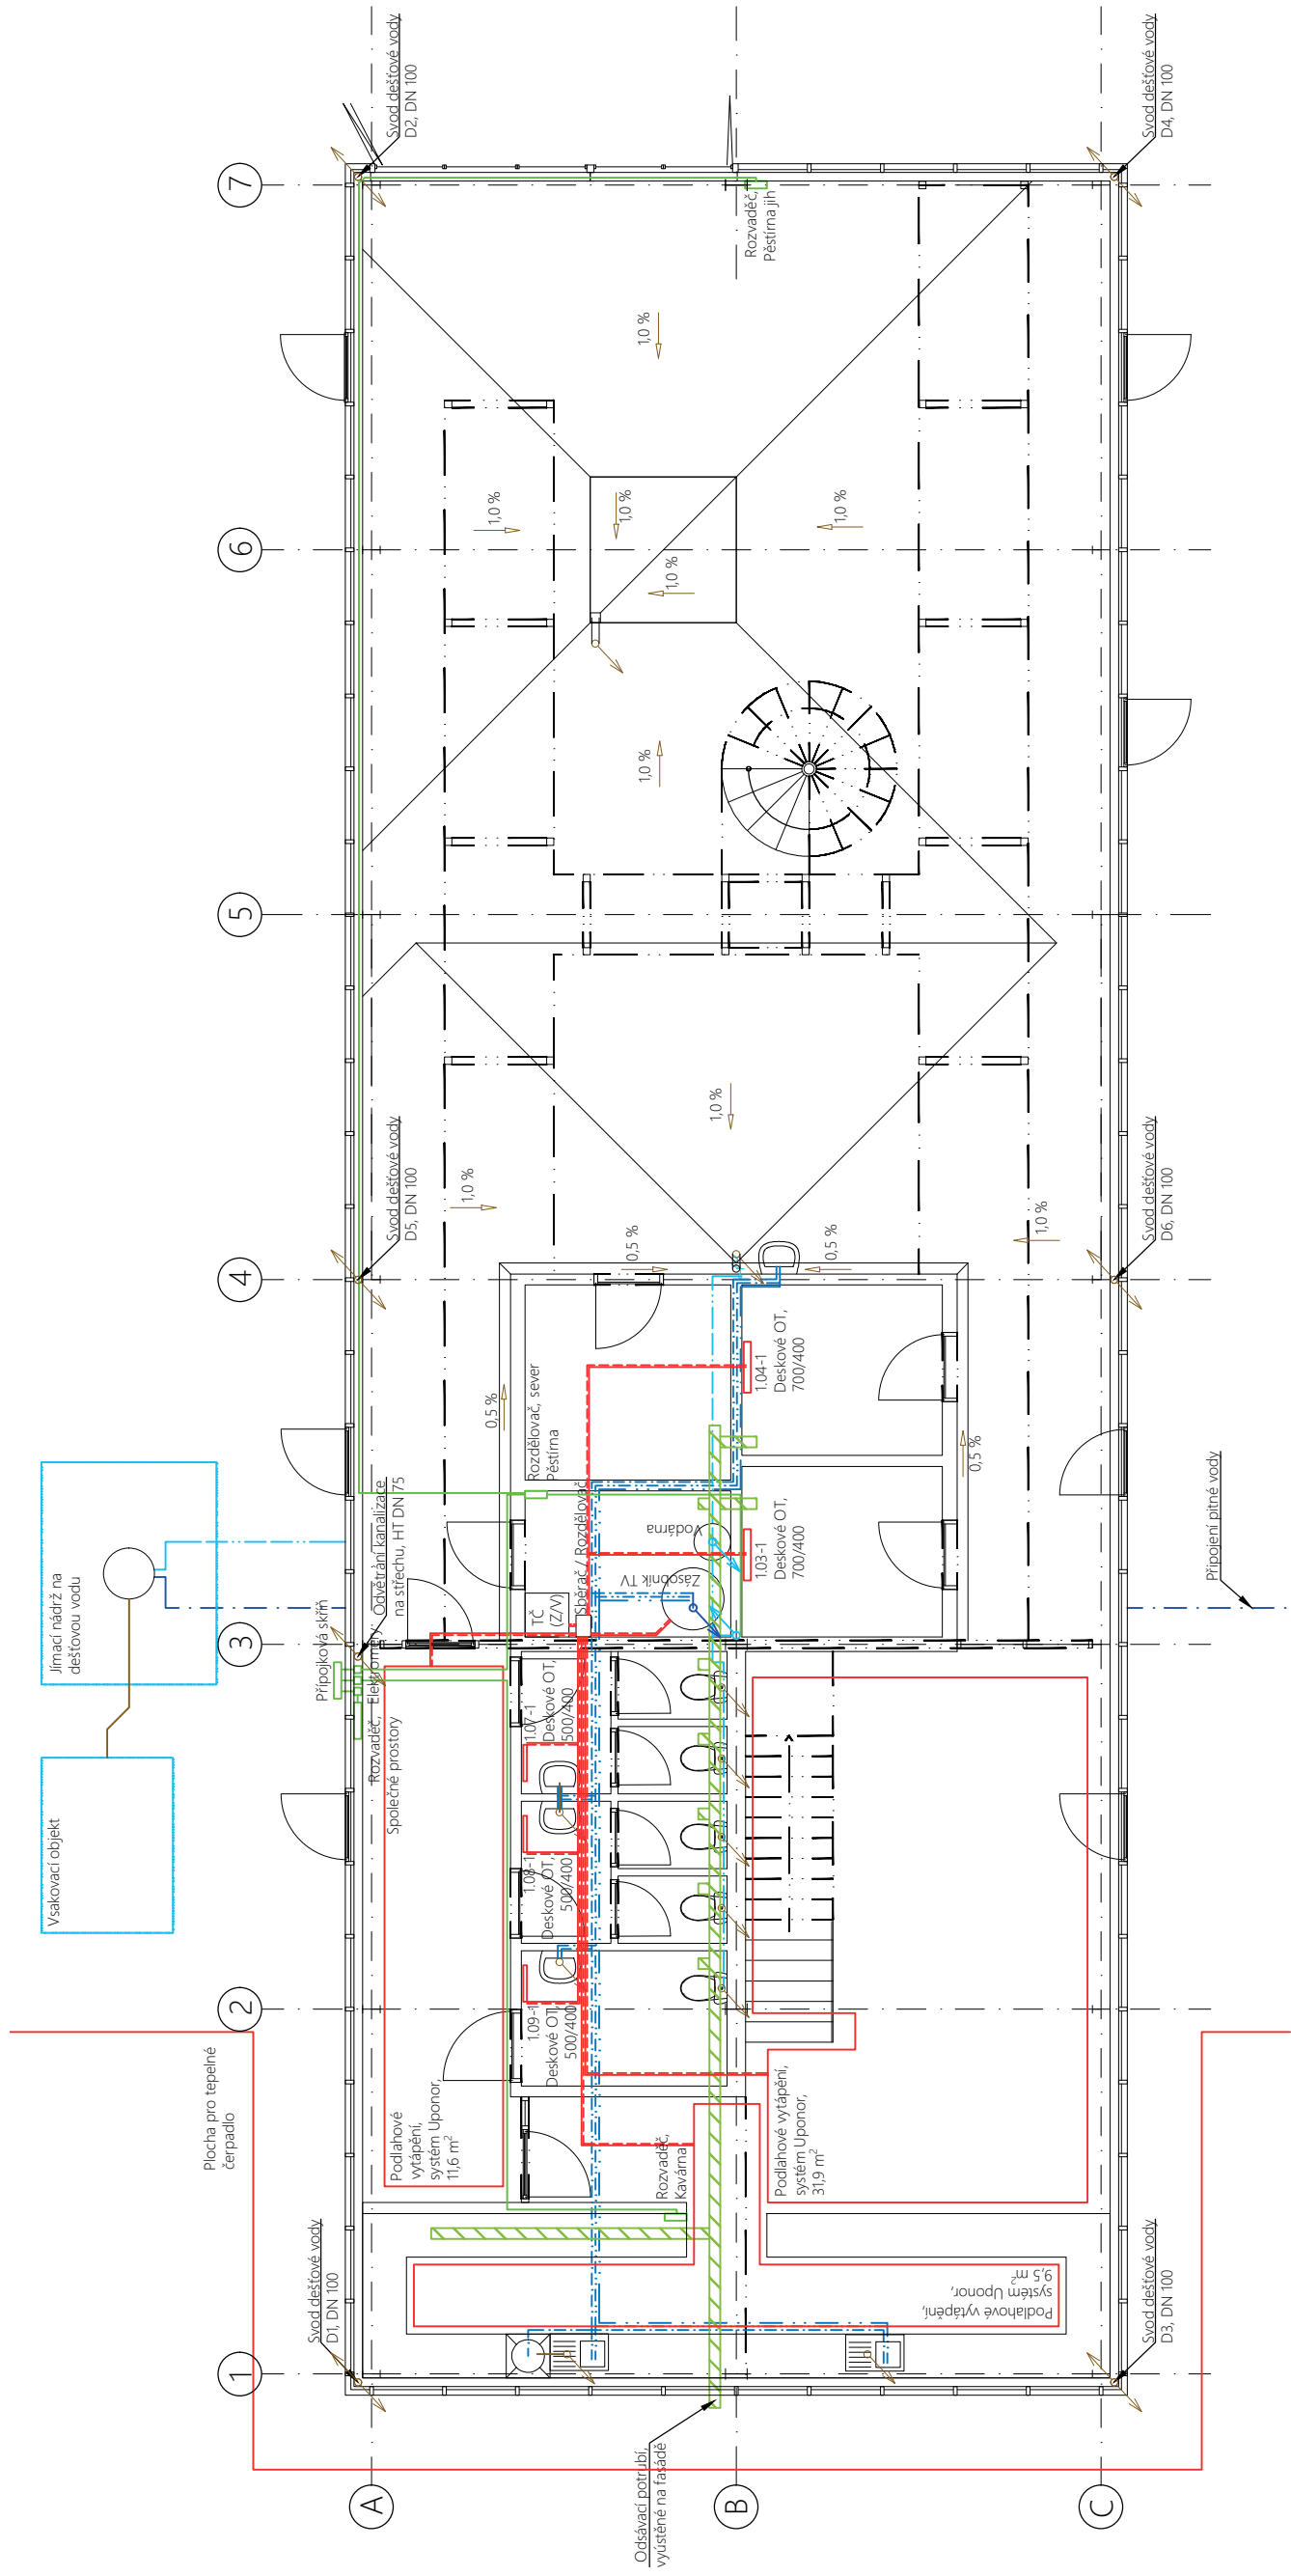 Vsakovací objekt
Jímací nádrž na
dešťovou vodu
1
2
3
4
5
6
7
Plocha pro tepelné
čerpadlo
Svod dešťové vody
D1, DN 100
Přípojková skříň
Rozvaděč, Elektroměry:
Společné prostory
Odvětrání kanalizace
na střechu, HT DN 75
Svod dešťové vody
D5, DN 100
Svod dešťové vody
D2, DN 100
A
Podlahové
vytápění,
systém Uponor,
11,6 m²
1.09-1
Deskové OT,
500/400
1.08-1
Deskové OT,
500/400
1.07-1
Deskové OT,
500/400
TČ
(Z/V)
Sběrač / Rozdělovač
Rozdělovač, sever
Pěstírna
Zásobník TV
Vodárna
0,5 %
1,0 %
0,5 %
1,0 %
1,0 %
1,0 %
1,0 %
1,0 %
1,0 %
Rozvaděč,
Kavárna
Odsávací potrubí,
vyústěné na fasádě
B
1.03-1
Deskové OT,
700/400
1.04-1
Deskové OT,
700/400
0,5 %
1,0 %
Rozvaděč,
Pěstírna jih
Podlahové vytápění,
systém Uponor,
31,9 m²
0,5 %
1,0 %
Podlahové vytápění,
systém Uponor,
9,5 m²
C
Svod dešťové vody
D3, DN 100
Připojení pitné vody
Svod dešťové vody
D6, DN 100
Svod dešťové vody
D4, DN 100